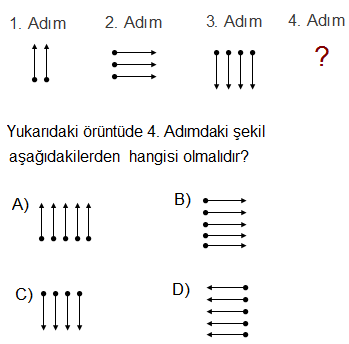 1. Adım 2. Adım 3. Adım 4. Adım
?
Yukarıdaki örüntüde 4. Adımdaki şekil
aşağıdakilerden hangisi olmalıdır?
A) B)
C) D)